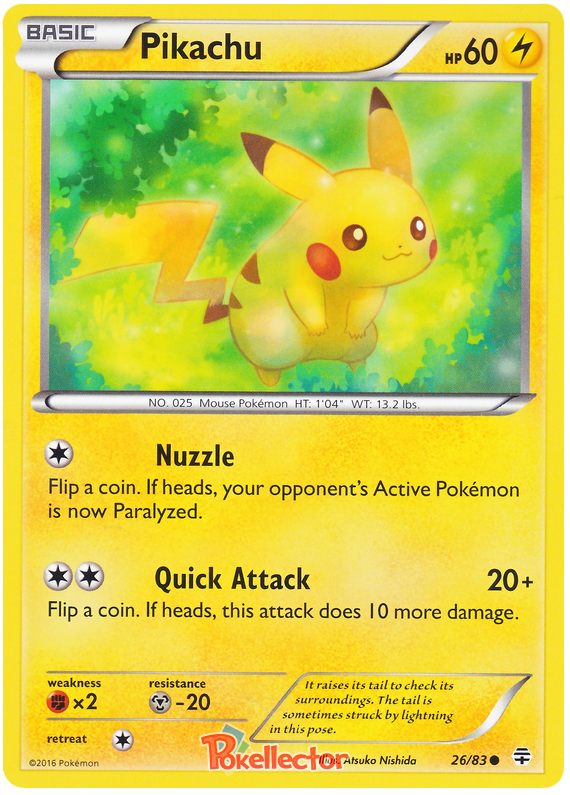 BASIC
Pikachu
HP60
NO. 025 Mouse Pokémon HT: 1'04" WT: 13.2 lbs.
Nuzzle
Flip a coin. If heads, your opponent's Active Pokémon
is now Paralyzed.
Quick Attack 20+
Flip a coin. If heads, this attack does 10 more damage.
weakness resistance
×2 -20
retreat
It raises its tail to check its
surroundings. The tail is
sometimes struck by lightning
in this pose.
©2016 Pokémon
Pokellector
Illus. Atsuko Nishida
26/83